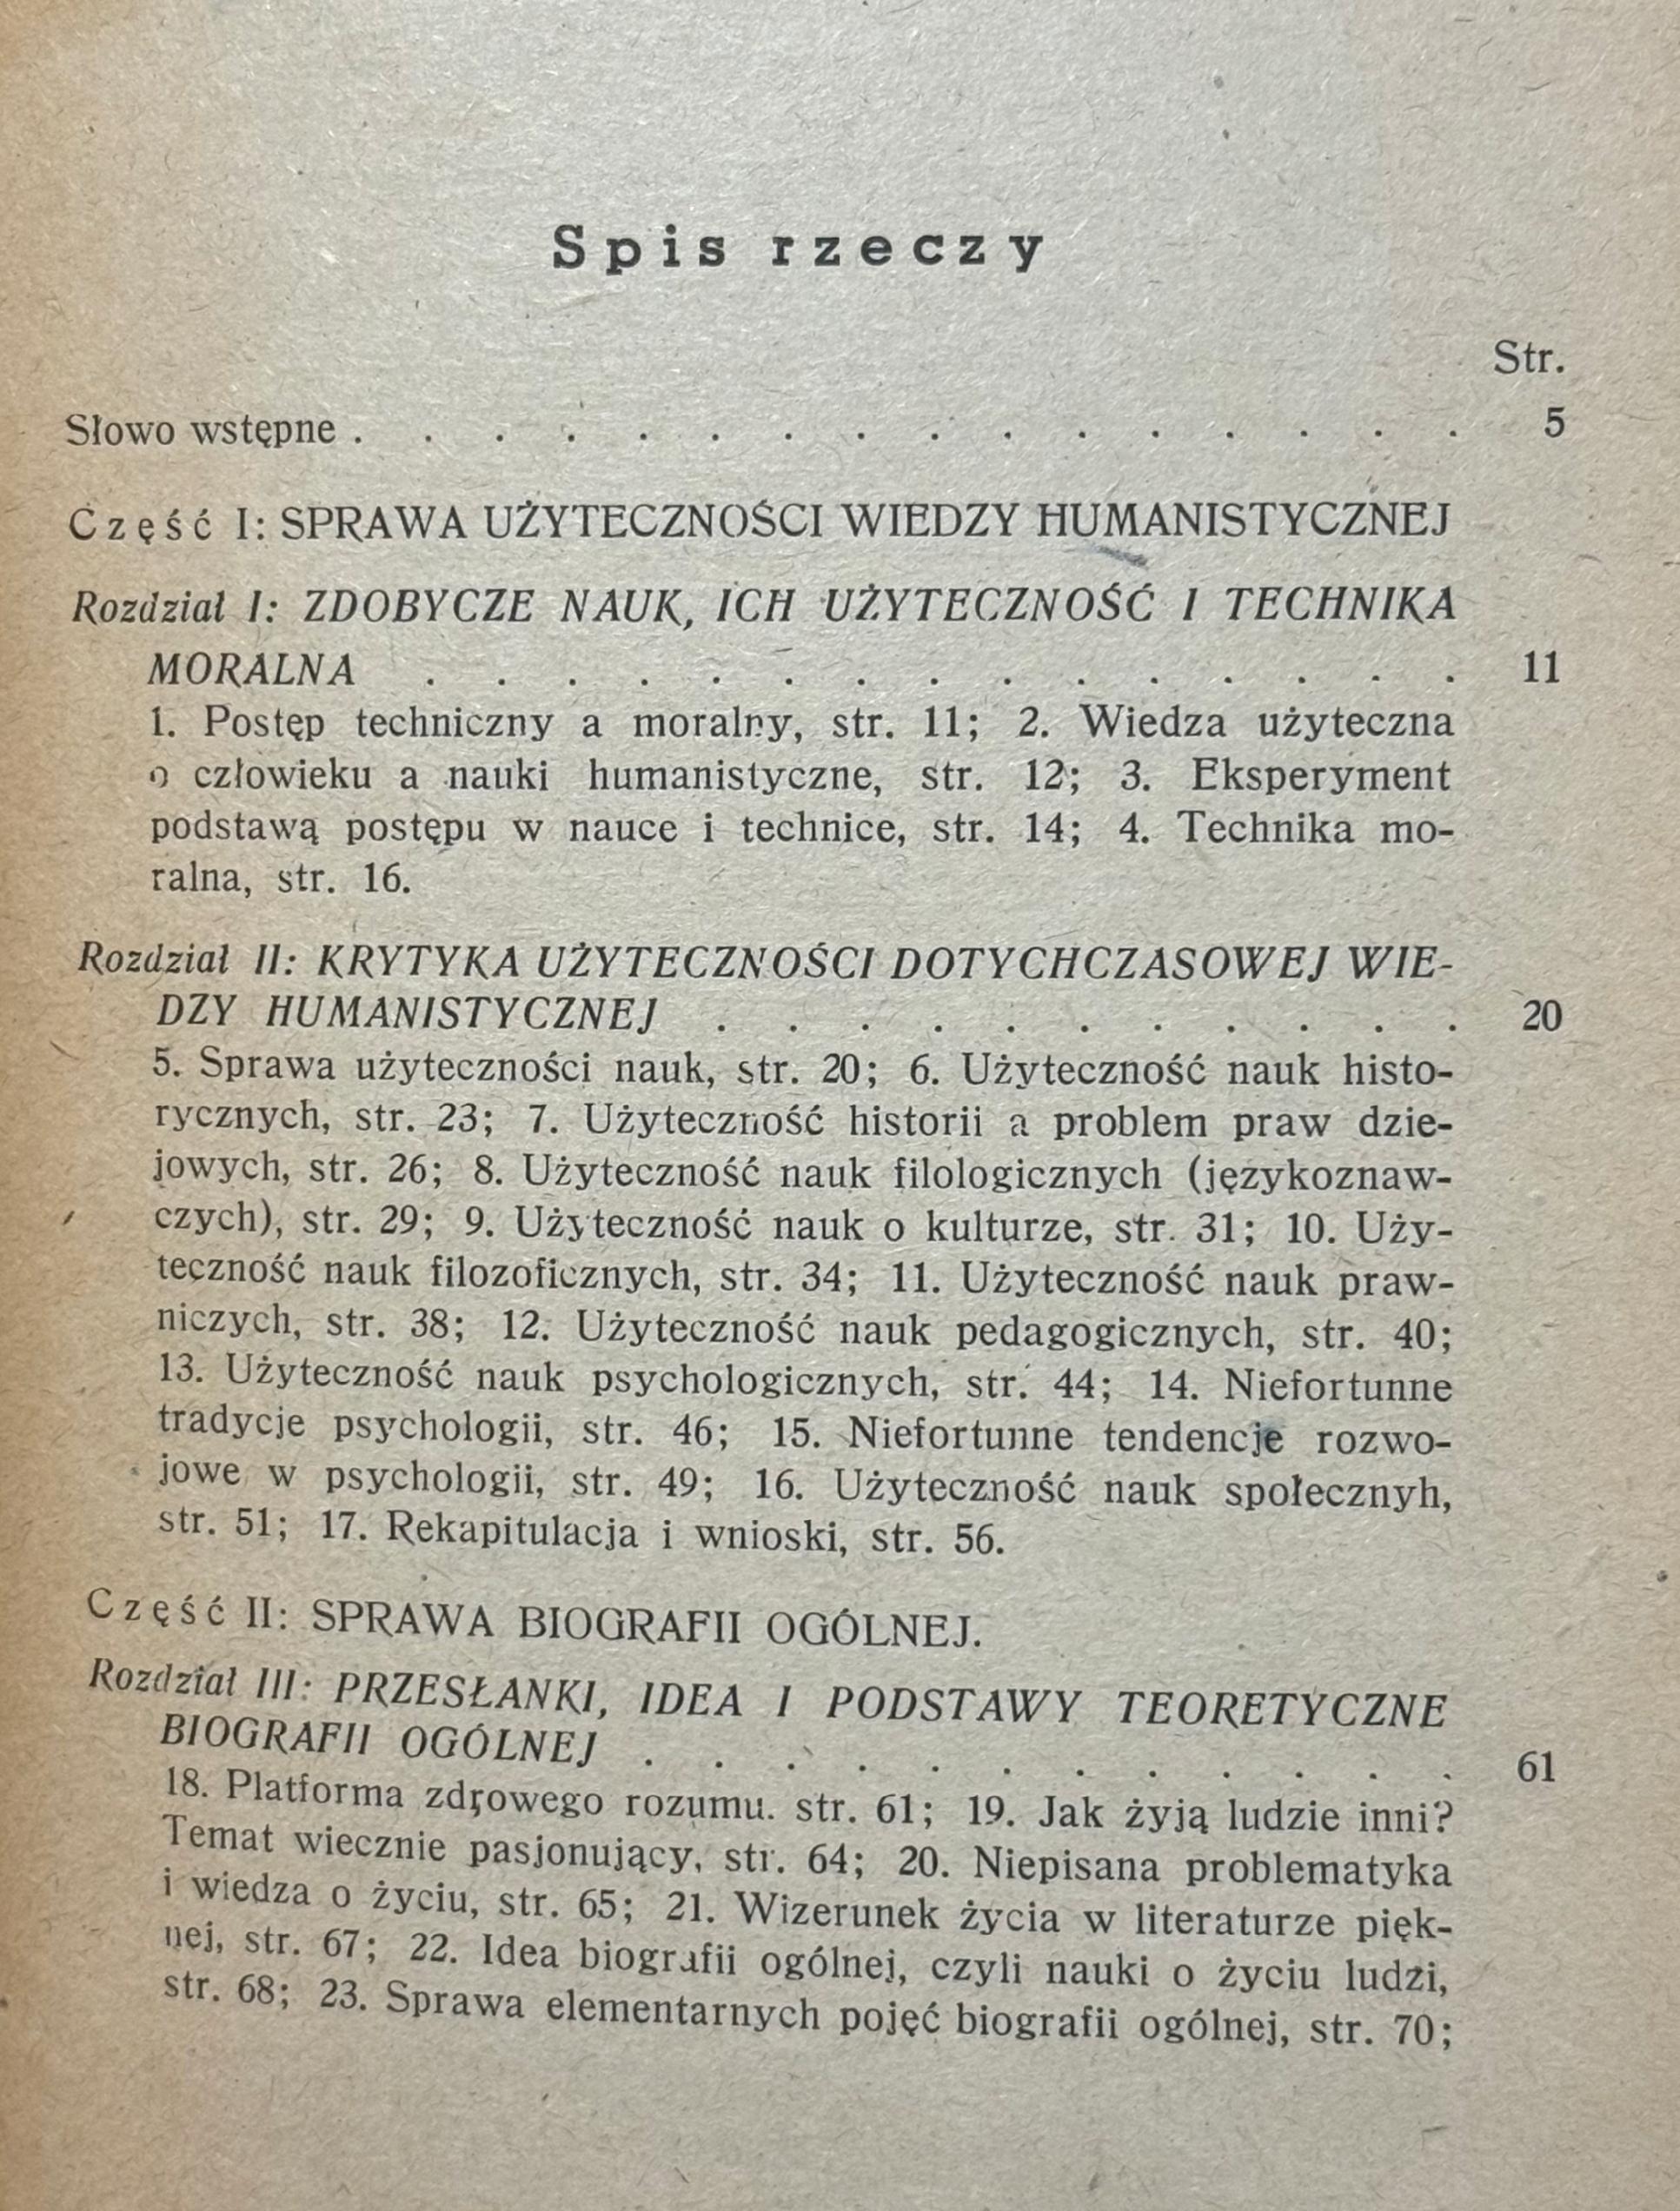 Spis rzeczy
Str.
Słowo wstępne . . . . . . . . . . . . . . . . 5
Część I: SPRAWA UŻYTECZNOŚCI WIEDZY HUMANISTYCZNEJ
Rozdział I: ZDOBYCZE NAUK, ICH UŻYTECZNOŚĆ I TECHNIKA
MORALNA . . . . . . . . . . . . . . . 11
1. Postęp techniczny a moralny, str. 11; 2. Wiedza użyteczna
o człowieku a nauki humanistyczne, str. 12; 3. Eksperyment
podstawą postępu w nauce i technice, str. 14; 4. Technika mo-
ralna, str. 16.
Rozdział II: KRYTYKA UŻYTECZNOŚCI DOTYCHCZASOWEJ WIE-
DZY HUMANISTYCZNEJ . . . . . . . . . . . 20
5. Sprawa użyteczności nauk, str. 20; 6. Użyteczność nauk histo-
rycznych, str. 23; 7. Użyteczność historii a problem praw dzie-
jowych, str. 26; 8. Użyteczność nauk filologicznych (językoznaw-
czych), str. 29; 9. Użyteczność nauk o kulturze, str. 31; 10. Uży-
teczność nauk filozoficznych, str. 34; 11. Użyteczność nauk praw-
niczych, str. 38; 12. Użyteczność nauk pedagogicznych, str. 40;
13. Użyteczność nauk psychologicznych, str. 44; 14. Niefortunne
tradycje psychologii, str. 46; 15. Niefortunne tendencje rozwo-
jowe w psychologii, str. 49; 16. Użyteczność nauk społecznyh,
str. 51; 17. Rekapitulacja i wnioski, str. 56.
Część II: SPRAWA BIOGRAFII OGÓLNEJ.
Rozdział III: PRZESŁANKI, IDEA I PODSTAWY TEORETYCZNE
BIOGRAFII OGÓLNEJ . . . . . . . . . . . . 61
18. Platforma zdrowego rozumu. str. 61; 19. Jak żyją ludzie inni?
Temat wiecznie pasjonujący, str. 64; 20. Niepisana problematyka
i wiedza o życiu, str. 65; 21. Wizerunek życia w literaturze pięk-
nej, str. 67; 22. Idea biografii ogólnej, czyli nauki o życiu ludzi,
str. 68; 23. Sprawa elementarnych pojęć biografii ogólnej, str. 70;